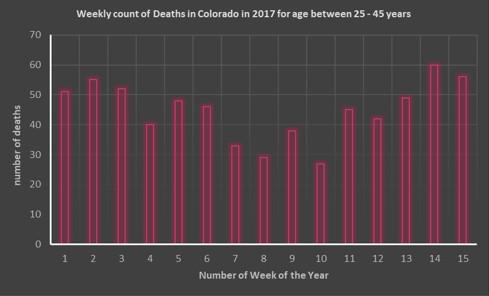 Weekly count of Deaths in Colorado in 2017 for age between 25 - 45 years
70
60
50
40
30
20
10
0
number of deaths
1 2 3 4 5 6 7 8 9 10 11 12 13 14 15
Number of Week of the Year